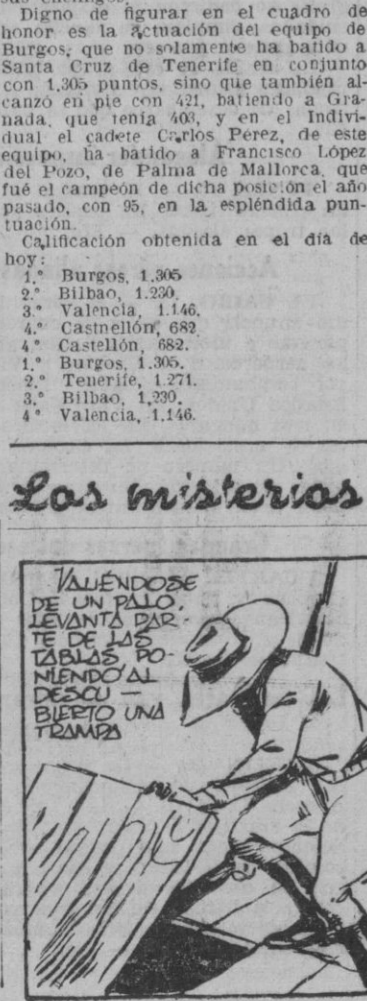 Digno de figurar en el cuadro de
honor es la actuación del equipo de
Burgos, que no solamente ha batido a
Santa Cruz de Tenerife en conjunto
con 1.305 puntos, sino que también al-
canzó en pie con 421, batiendo a Gra-
nada, que tenía 403, y en el Indivi-
dual el cadete Carlos Pérez, de este
equipo, ha batido a Francisco López
del Pozo, de Palma de Mallorca, que
fué el campeón de dicha posición el año
pasado, con 95, en la espléndida pun-
tuación.
Calificación obtenida en el día de
hoy:
1.º Burgos, 1.305
2.º Bilbao, 1.230.
3.º Valencia, 1.146.
4.º Castnellón, 682
4.º Castellón, 682.
1.º Burgos, 1.305.
2.º Tenerife, 1.271.
3.º Bilbao, 1,230.
4º Valencia, 1.146.
Los misterios
VALIÉNDOSE
DE UN PALO,
LEVANTA PAR
TE DE LAS
TABLAS PO-
NIENDO AL
DESCU —
BIERTO UNA
TRAMPA